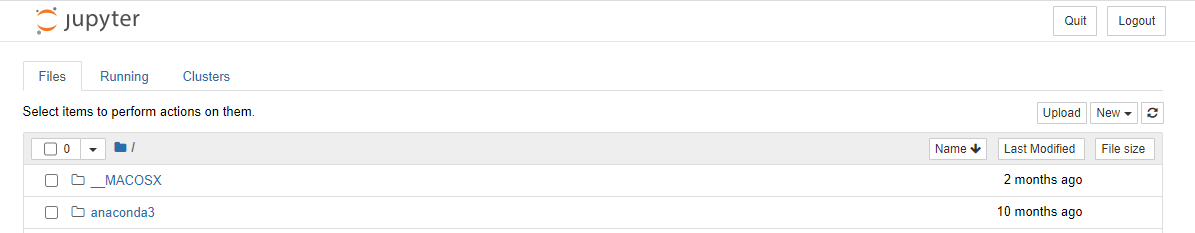 jupyter Quit Logout
Files Running Clusters
Select items to perform actions on them. Upload New
0 / Name Last Modified File size
__MACOSX 2 months ago
anaconda3 10 months ago